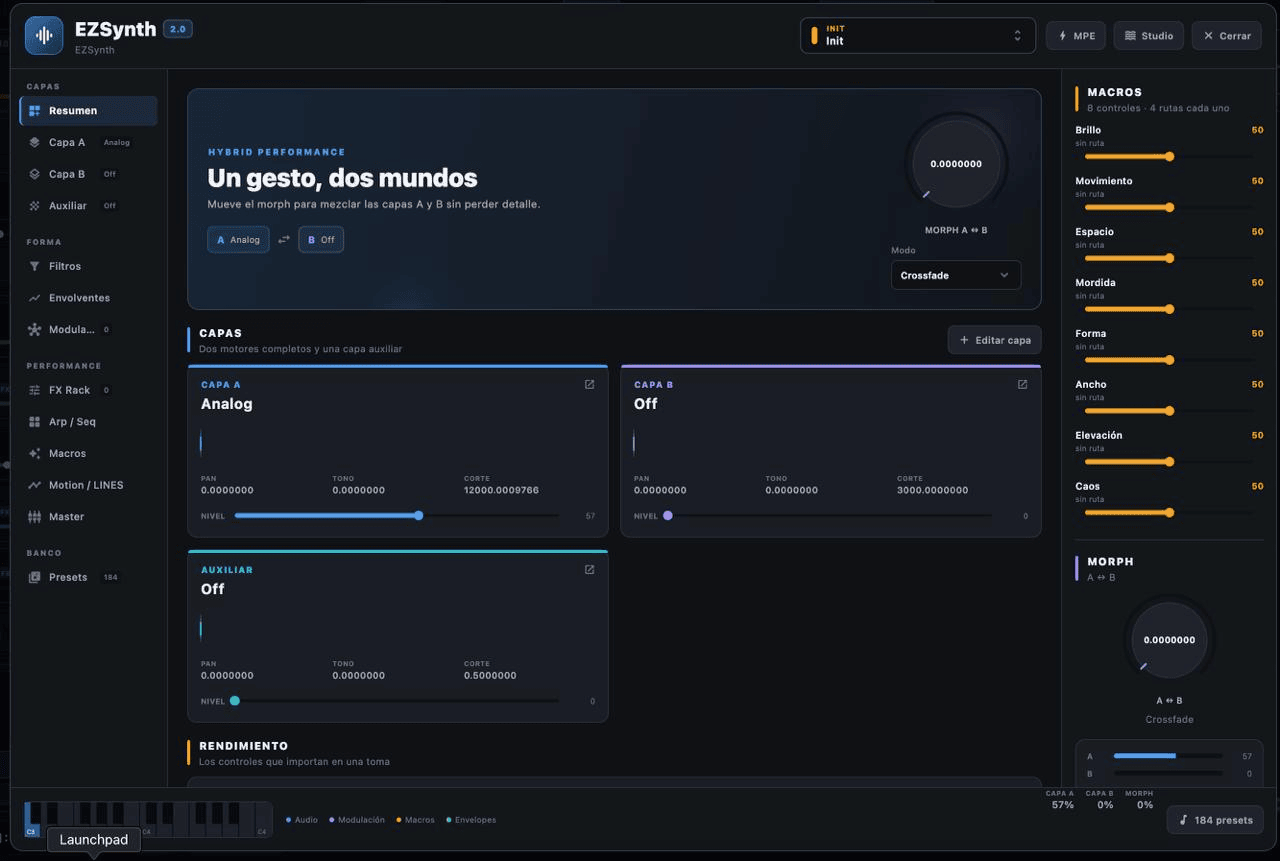 EZSynth 2.0
EZSynth
INIT
Init
MPE
Studio
Cerrar
CAPAS
Resumen
Capa A Analog
Capa B Off
Auxiliar Off
FORMA
Filtros
Envolventes
Modula... 0
PERFORMANCE
FX Rack 0
Arp / Seq
Macros
Motion / LINES
Master
BANCO
Presets 184
HYBRID PERFORMANCE
Un gesto, dos mundos
Mueve el morph para mezclar las capas A y B sin perder detalle.
A Analog
B Off
0.0000000
MORPH A ↔ B
Modo
Crossfade
CAPAS
Dos motores completos y una capa auxiliar
+ Editar capa
CAPA A
Analog
PAN TONO CORTE
0.0000000 0.0000000 12000.0009766
NIVEL 57
CAPA B
Off
PAN TONO CORTE
0.0000000 0.0000000 3000.0000000
NIVEL 0
AUXILIAR
Off
PAN TONO CORTE
0.0000000 0.0000000 0.5000000
NIVEL 0
RENDIMIENTO
Los controles que importan en una toma
MACROS
8 controles · 4 rutas cada uno
Brillo 50
sin ruta
Movimiento 50
sin ruta
Espacio 50
sin ruta
Mordida 50
sin ruta
Forma 50
sin ruta
Ancho 50
sin ruta
Elevación 50
sin ruta
Caos 50
sin ruta
MORPH
A ↔ B
0.0000000
A ↔ B
Crossfade
A 57
B 0
C3
C4
C4
Launchpad
Audio
Modulación
Macros
Envelopes
CAPA A CAPA B MORPH
57% 0% 0%
184 presets